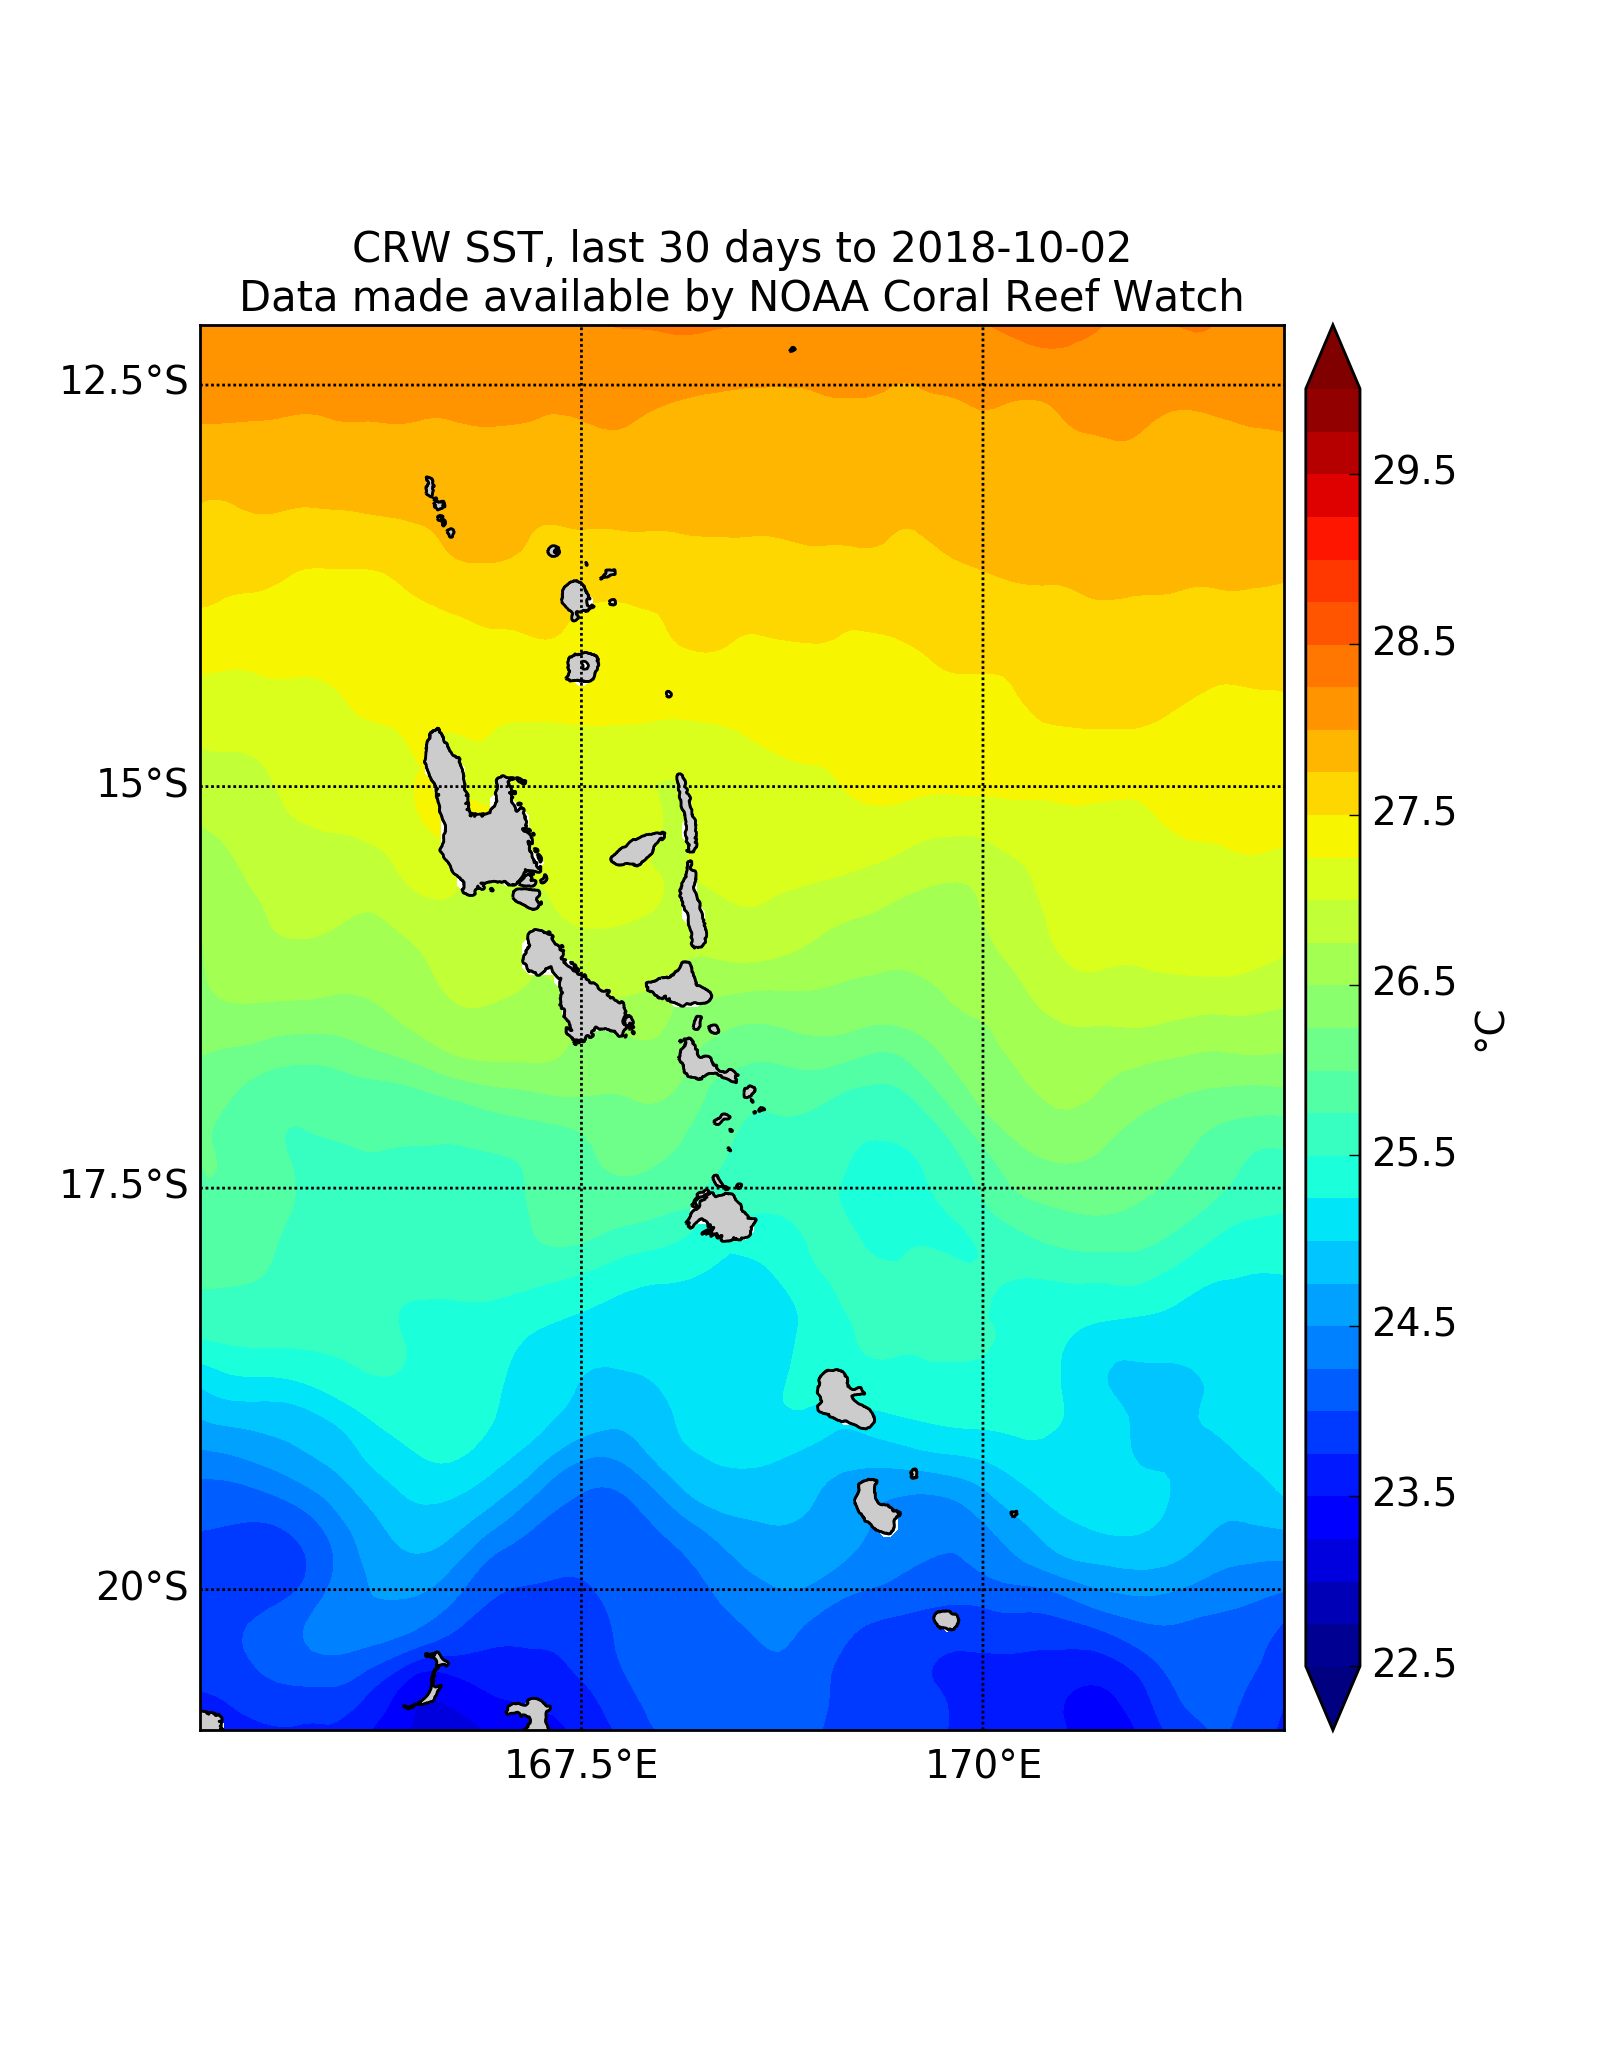 CRW SST, last 30 days to 2018-10-02
Data made available by NOAA Coral Reef Watch
12.5°S
15°S
17.5°S
20°S
167.5°E
170°E
29.5
28.5
27.5
26.5
25.5
24.5
23.5
22.5
°C